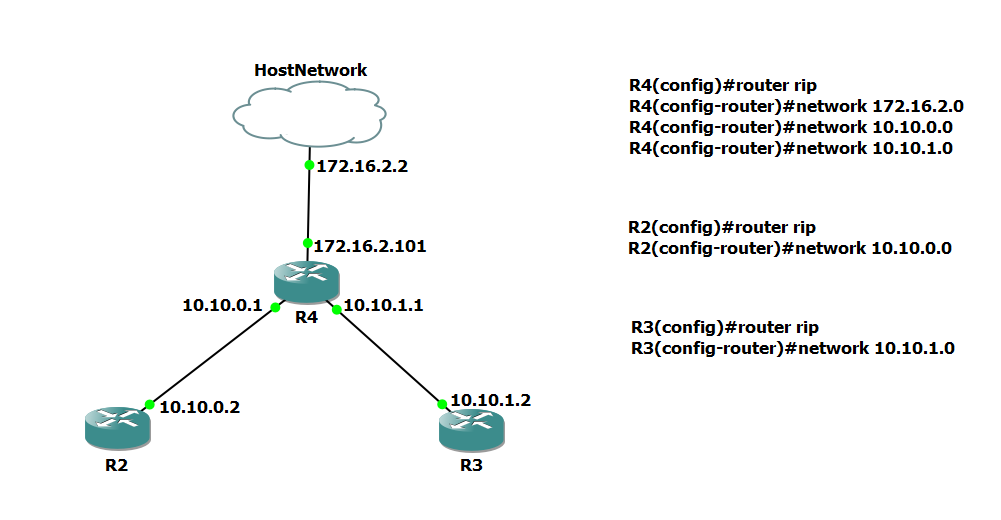 HostNetwork
172.16.2.2
172.16.2.101
10.10.0.1
10.10.1.1
R4
10.10.0.2
10.10.1.2
R2
R3
R4(config)#router rip
R4(config-router)#network 172.16.2.0
R4(config-router)#network 10.10.0.0
R4(config-router)#network 10.10.1.0
R2(config)#router rip
R2(config-router)#network 10.10.0.0
R3(config)#router rip
R3(config-router)#network 10.10.1.0